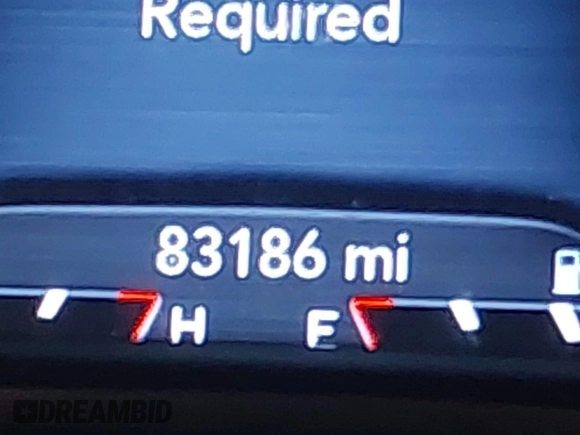 Required
83186 mi
H E
DREAMBID